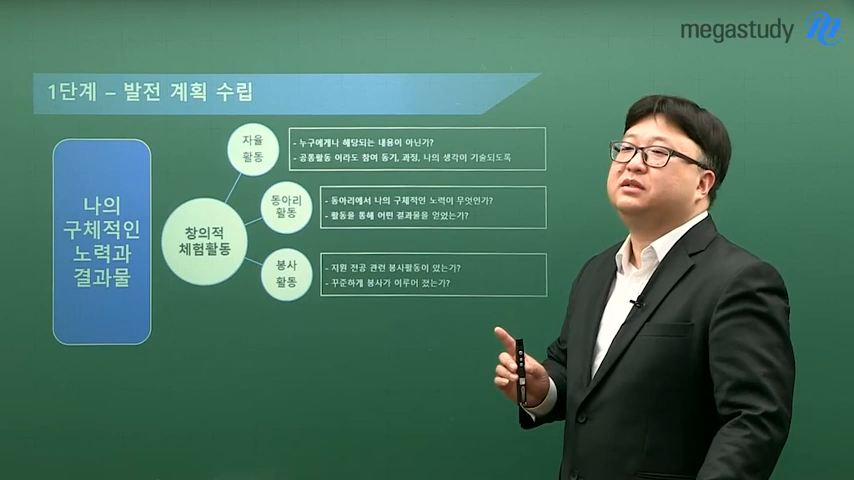 megastudy
1단계 – 발전 계획 수립
나의
구체적인
노력과
결과물
창의적
체험활동
자율
활동
- 누구에게나 해당되는 내용이 아닌가?
- 공통활동 이라도 참여 동기, 과정, 나의 생각이 기술되도록
동아리
활동
- 동아리에서 나의 구체적인 노력이 무엇인가?
- 활동을 통해 어떤 결과물을 얻었는가?
봉사
활동
- 지원 전공 관련 봉사활동이 있는가?
- 꾸준하게 봉사가 이루어 졌는가?